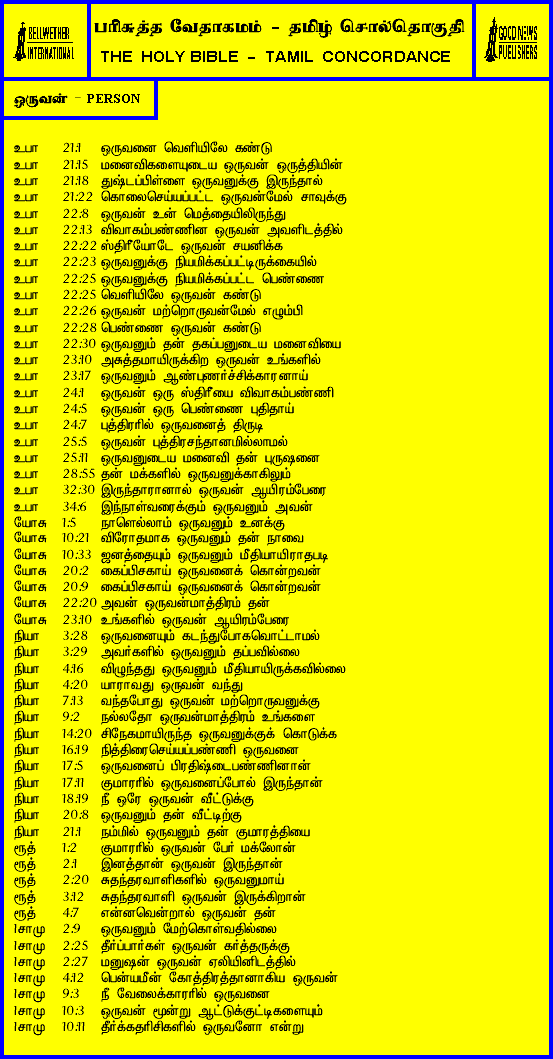 BELLWETHER INTERNATIONAL
பரிசுத்த வேதாகமம் - தமிழ் சொல்தொகுதி
THE HOLY BIBLE - TAMIL CONCORDANCE
GOOD NEWS PUBLISHERS
ஒருவன் - PERSON
உபா 21:1 ஒருவனை வெளியிலே கண்டு
உபா 21:15 மனைவிகளையுடைய ஒருவன் ஒருத்தியின்
உபா 21:18 துஷ்டப்பிள்ளை ஒருவனுக்கு இருந்தால்
உபா 21:22 கொலைசெய்யப்பட்ட ஒருவன்மேல் சாவுக்கு
உபா 22:8 ஒருவன் உன் மெத்தையிலிருந்து
உபா 22:13 விவாகம்பண்ணின ஒருவன் அவளிடத்தில்
உபா 22:22 ஸ்திரீயோடே ஒருவன் சயனிக்க
உபா 22:23 ஒருவனுக்கு நியமிக்கப்பட்டிருக்கையில்
உபா 22:25 ஒருவனுக்கு நியமிக்கப்பட்ட பெண்ணை
உபா 22:25 வெளியிலே ஒருவன் கண்டு
உபா 22:26 ஒருவன் மற்றொருவன்மேல் எழும்பி
உபா 22:28 பெண்ணை ஒருவன் கண்டு
உபா 22:30 ஒருவனும் தன் தகப்பனுடைய மனைவியை
உபா 23:10 அசுத்தமாயிருக்கிற ஒருவன் உங்களில்
உபா 23:17 ஒருவனும் ஆண்புணர்ச்சிக்காரனாய்
உபா 24:1 ஒருவன் ஒரு ஸ்திரீயை விவாகம்பண்ணி
உபா 24:5 ஒருவன் ஒரு பெண்ணை புதிதாய்
உபா 24:7 புத்திரரில் ஒருவனைத் திருடி
உபா 25:5 ஒருவன் புத்திரசந்தானமில்லாமல்
உபா 25:11 ஒருவனுடைய மனைவி தன் புருஷனை
உபா 28:55 தன் மக்களில் ஒருவனுக்காகிலும்
உபா 32:30 இருந்தாரானால் ஒருவன் ஆயிரம்பேரை
உபா 34:6 இந்நாள்வரைக்கும் ஒருவனும் அவன்
யோசு 1:5 நாளெல்லாம் ஒருவனும் உனக்கு
யோசு 10:21 விரோதமாக ஒருவனும் தன் நாவை
யோசு 10:33 ஜனத்தையும் ஒருவனும் மீதியாயிராதபடி
யோசு 20:2 கைப்பிசகாய் ஒருவனைக் கொன்றவன்
யோசு 20:9 கைப்பிசகாய் ஒருவனைக் கொன்றவன்
யோசு 22:20 அவன் ஒருவன்மாத்திரம் தன்
யோசு 23:10 உங்களில் ஒருவன் ஆயிரம்பேரை
நியா 3:28 ஒருவனையும் கடந்துபோகவொட்டாமல்
நியா 3:29 அவர்களில் ஒருவனும் தப்பவில்லை
நியா 4:16 விழுந்தது ஒருவனும் மீதியாயிருக்கவில்லை
நியா 4:20 யாராவது ஒருவன் வந்து
நியா 7:13 வந்தபோது ஒருவன் மற்றொருவனுக்கு
நியா 9:2 நல்லதோ ஒருவன்மாத்திரம் உங்களை
நியா 14:20 சிநேகமாயிருந்த ஒருவனுக்குக் கொடுக்க
நியா 16:19 நித்திரைசெய்யப்பண்ணி ஒருவனை
நியா 17:5 ஒருவனைப் பிரதிஷ்டைபண்ணினான்
நியா 17:11 குமாரரில் ஒருவனைப்போல் இருந்தான்
நியா 18:19 நீ ஒரே ஒருவன் வீட்டுக்கு
நியா 20:8 ஒருவனும் தன் வீட்டிற்கு
நியா 21:1 நம்மில் ஒருவனும் தன் குமாரத்தியை
ரூத் 1:2 குமாரரில் ஒருவன் பேர் மக்லோன்
ரூத் 2:1 இனத்தான் ஒருவன் இருந்தான்
ரூத் 2:20 சுதந்தரவாளிகளில் ஒருவனுமாய்
ரூத் 3:12 சுதந்தரவாளி ஒருவன் இருக்கிறான்
ரூத் 4:7 என்னவென்றால் ஒருவன் தன்
1சாமு 2:9 ஒருவனும் மேற்கொள்வதில்லை
1சாமு 2:25 தீர்ப்பார்கள் ஒருவன் கர்த்தருக்கு
1சாமு 2:27 மனுஷன் ஒருவன் ஏலியினிடத்தில்
1சாமு 4:12 பென்யமீன் கோத்திரத்தானாகிய ஒருவன்
1சாமு 9:3 நீ வேலைக்காரரில் ஒருவனை
1சாமு 10:3 ஒருவன் மூன்று ஆட்டுக்குட்டிகளையும்
1சாமு 10:11 தீர்க்கதரிசிகளில் ஒருவனோ என்று